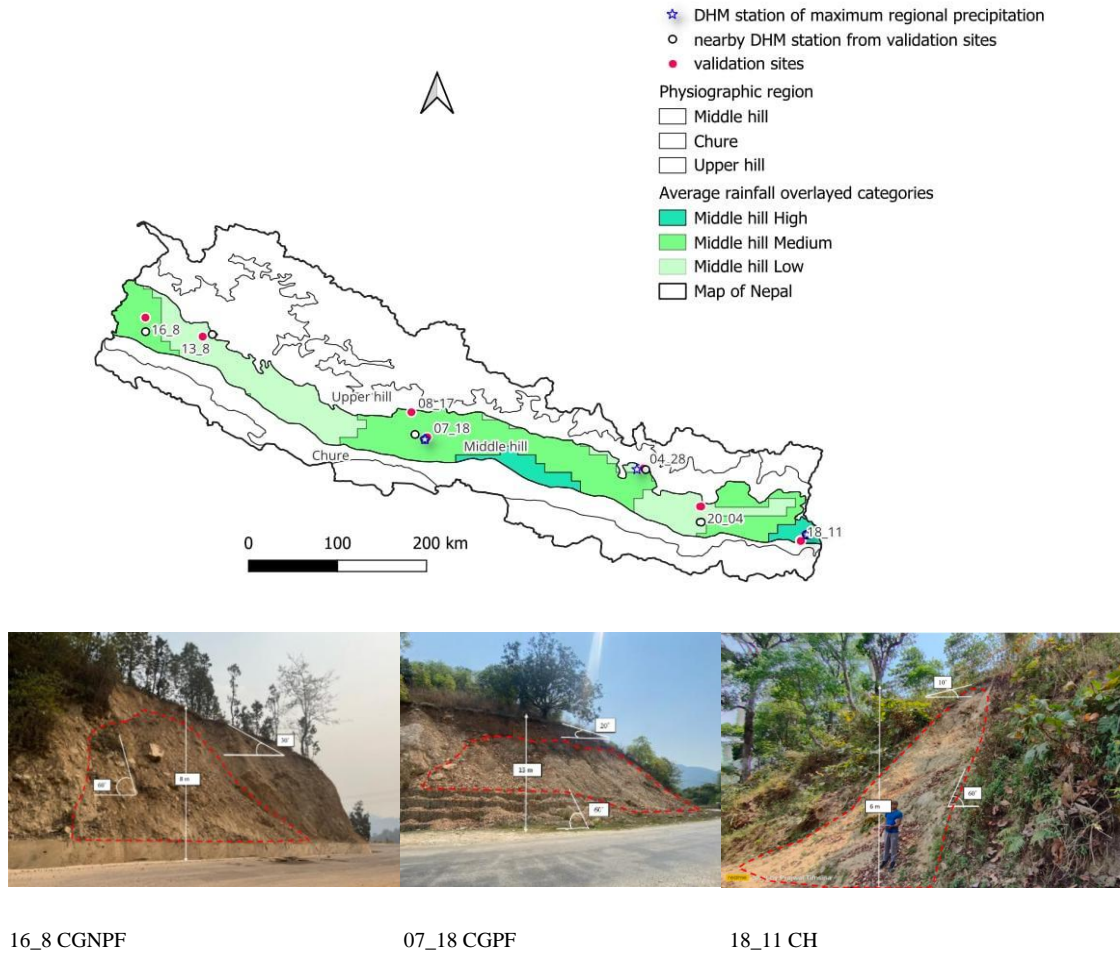 DHM station of maximum regional precipitation
nearby DHM station from validation sites
validation sites
Physiographic region
Middle hill
Chure
Upper hill
Average rainfall overlayed categories
Middle hill High
Middle hill Medium
Middle hill Low
Map of Nepal
16_8
13_8
Upper hill
08_17
07_18
Middle hill
Chure
04_28
20_04
18_11
0 100 200 km
30°
8 m
60°
20°
12 m
60°
10°
60°
6 m
16_8 CGNPF 07_18 CGPF 18_11 CH